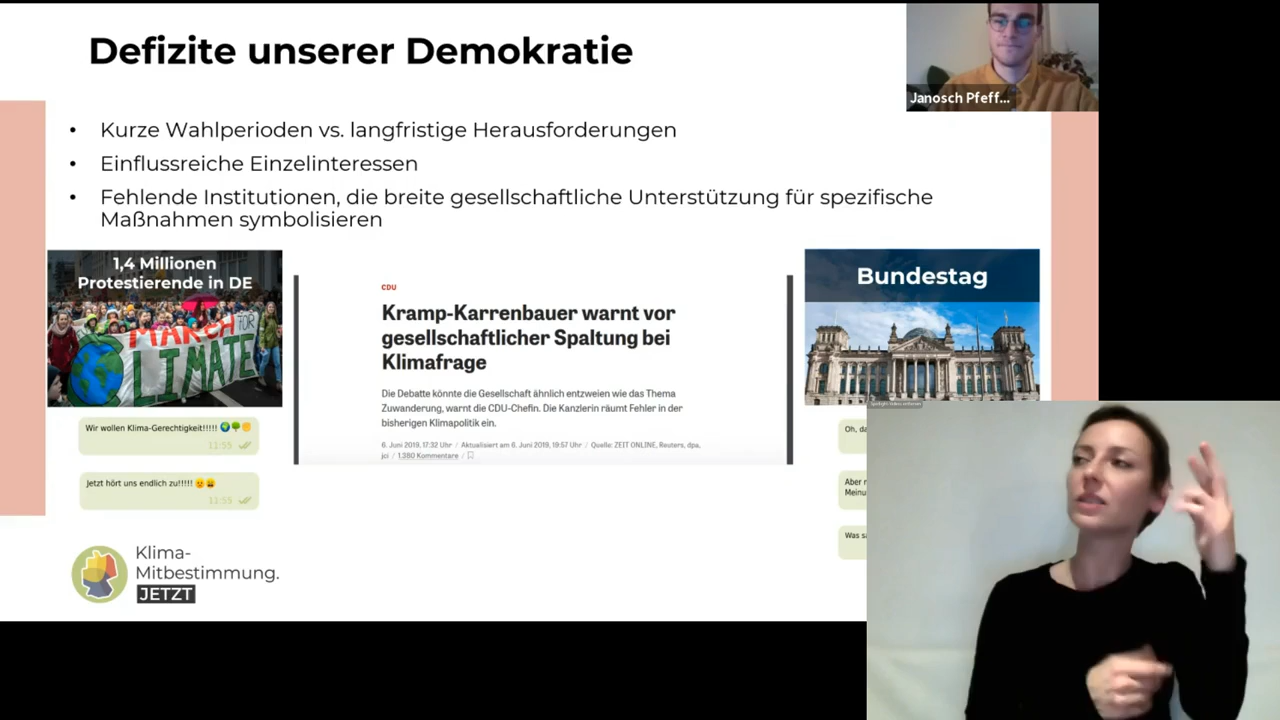 Defizite unserer Demokratie
Janosch Pfeff...
• Kurze Wahlperioden vs. langfristige Herausforderungen
• Einflussreiche Einzelinteressen
• Fehlende Institutionen, die breite gesellschaftliche Unterstützung für spezifische
Maßnahmen symbolisieren
1,4 Millionen
Protestierende in DE
MARCH FOR
CLIMATE
Wir wollen Klima-Gerechtigkeit!!!!!
11:55
Jetzt hört uns endlich zu!!!!!
11:55
CDU
Kramp-Karrenbauer warnt vor
gesellschaftlicher Spaltung bei
Klimafrage
Die Debatte könnte die Gesellschaft ähnlich entzweien wie das Thema
Zuwanderung, warnt die CDU-Chefin. Die Kanzlerin räumt Fehler in der
bisherigen Klimapolitik ein.
6. Juni 2019, 17:32 Uhr / Aktualisiert am 6. Juni 2019, 19:57 Uhr / Quelle: ZEIT ONLINE, Reuters, dpa,
jci / 1.380 Kommentare /
Bundestag
Oh, da
Aber
Meinu
Was sa
Klima-
Mitbestimmung.
JETZT